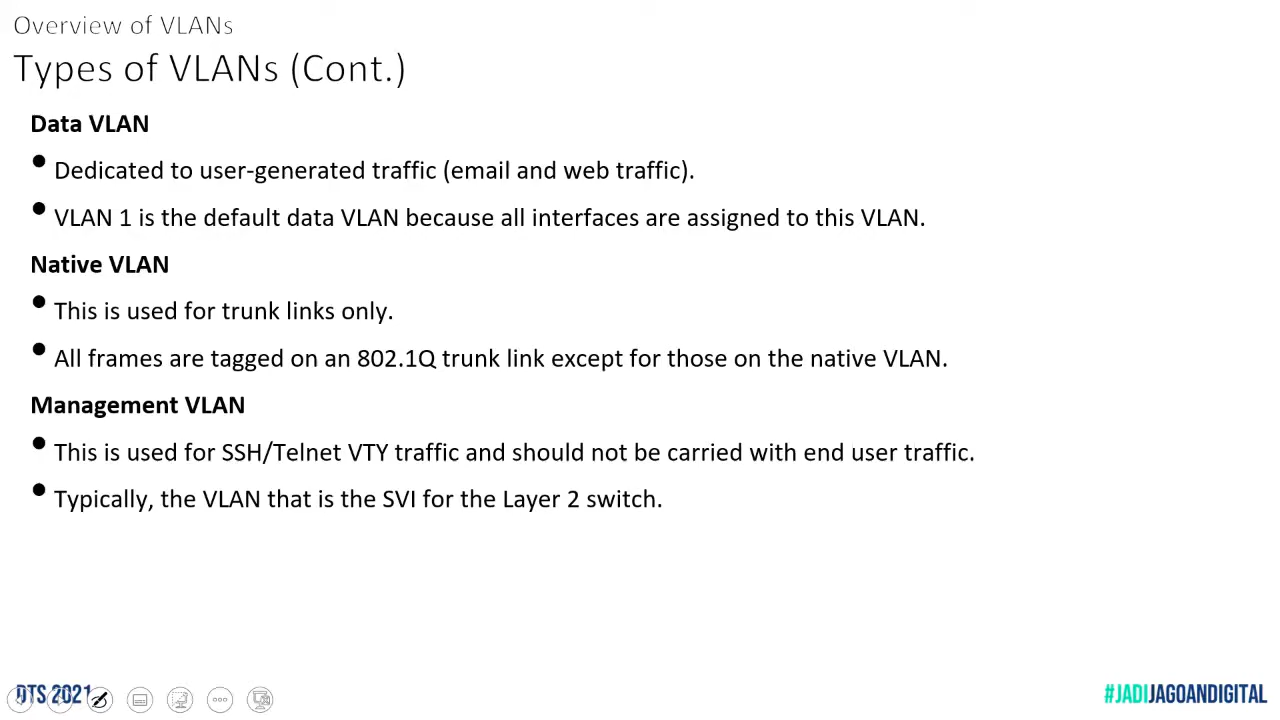 Overview of VLANs
Types of VLANs (Cont.)
Data VLAN
• Dedicated to user-generated traffic (email and web traffic).
• VLAN 1 is the default data VLAN because all interfaces are assigned to this VLAN.
Native VLAN
• This is used for trunk links only.
• All frames are tagged on an 802.1Q trunk link except for those on the native VLAN.
Management VLAN
• This is used for SSH/Telnet VTY traffic and should not be carried with end user traffic.
• Typically, the VLAN that is the SVI for the Layer 2 switch.
DTS 2021
#JADIJAGOANDIGITAL